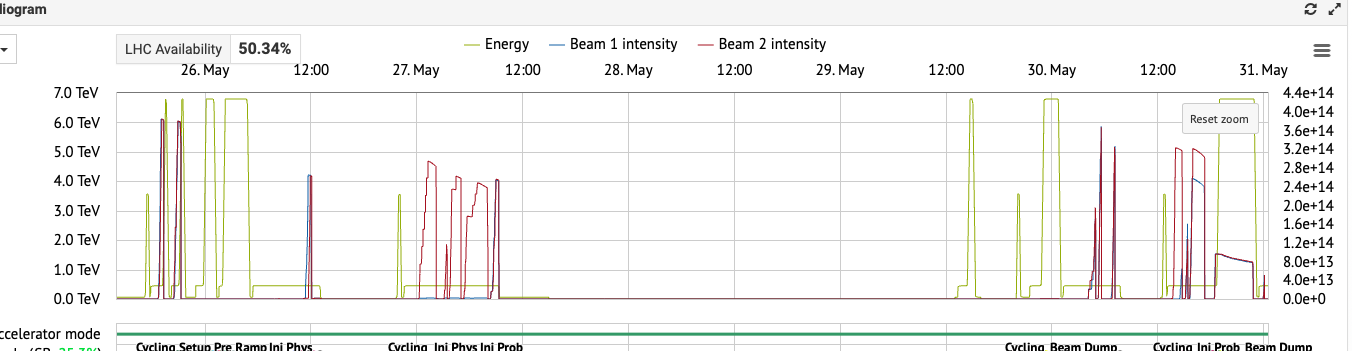 diogram
LHC Availability 50.34%
Energy Beam 1 intensity Beam 2 intensity
26. May 12:00 27. May 12:00 28. May 12:00 29. May 12:00 30. May 12:00 31. May
7.0 TeV 4.4e+14
4.0e+14
Reset zoom
6.0 TeV 3.6e+14
5.0 TeV 3.2e+14
2.8e+14
4.0 TeV 2.4e+14
3.0 TeV 2.0e+14
1.6e+14
2.0 TeV 1.2e+14
1.0 TeV 8.0e+13
4.0e+13
0.0 TeV 0.0e+0
ccelerator mode
Cycling Setup Pre Ramp Inj Phys Cycling Inj Phys Inj Prob Cycling Beam Dump Cycling Inj Prob Beam Dump